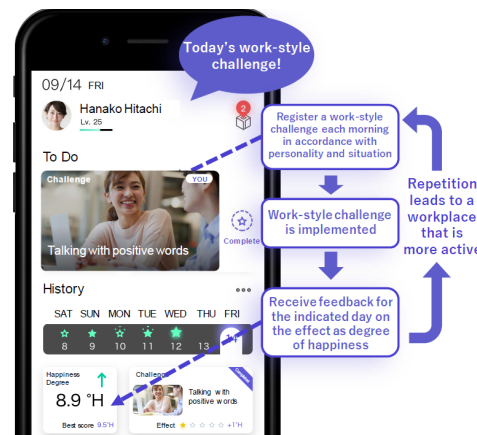 Today's work-style
challenge!
09/14 FRI
Hanako Hitachi
Lv. 25
2
To Do
Challenge
YOU
Talking with positive words
Complete
History
SAT SUN MON TUE WED THU FRI
8 9 10 11 12 13 14
Happiness
Degree
8.9 °H
Best score 9.5°H
Challenge
Talking with
positive words
Effect +1°H
Register a work-style
challenge each morning
in accordance with
personality and situation
Work-style challenge
is implemented
Receive feedback for
the indicated day on
the effect as degree
of happiness
Repetition
leads to a
workplace
that is
more active